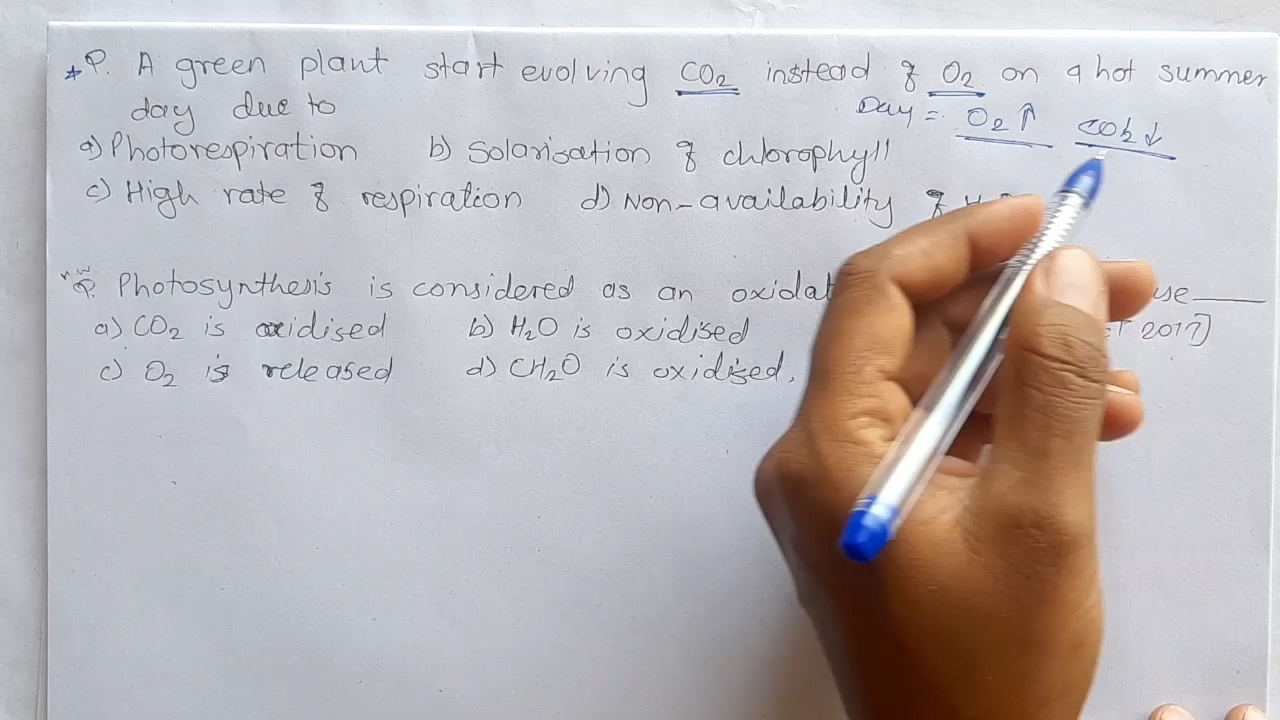 * Q. A green plant start evolving CO2 instead of O2 on a hot summer
day due to
Day = O2 ↑ CO2 ↓
a) Photorespiration b) Solarisation of chlorophyll
c) High rate of respiration d) Non-availability of
Q. Photosynthesis is considered as an oxidat
a) CO2 is oxidised b) H2O is oxidised 2017]
c) O2 is released d) CH2O is oxidised.